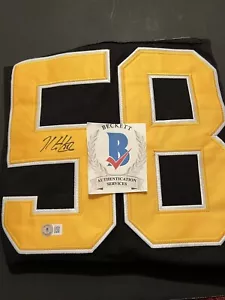 58
BECKETT
B
AUTHENTICATION
SERVICES